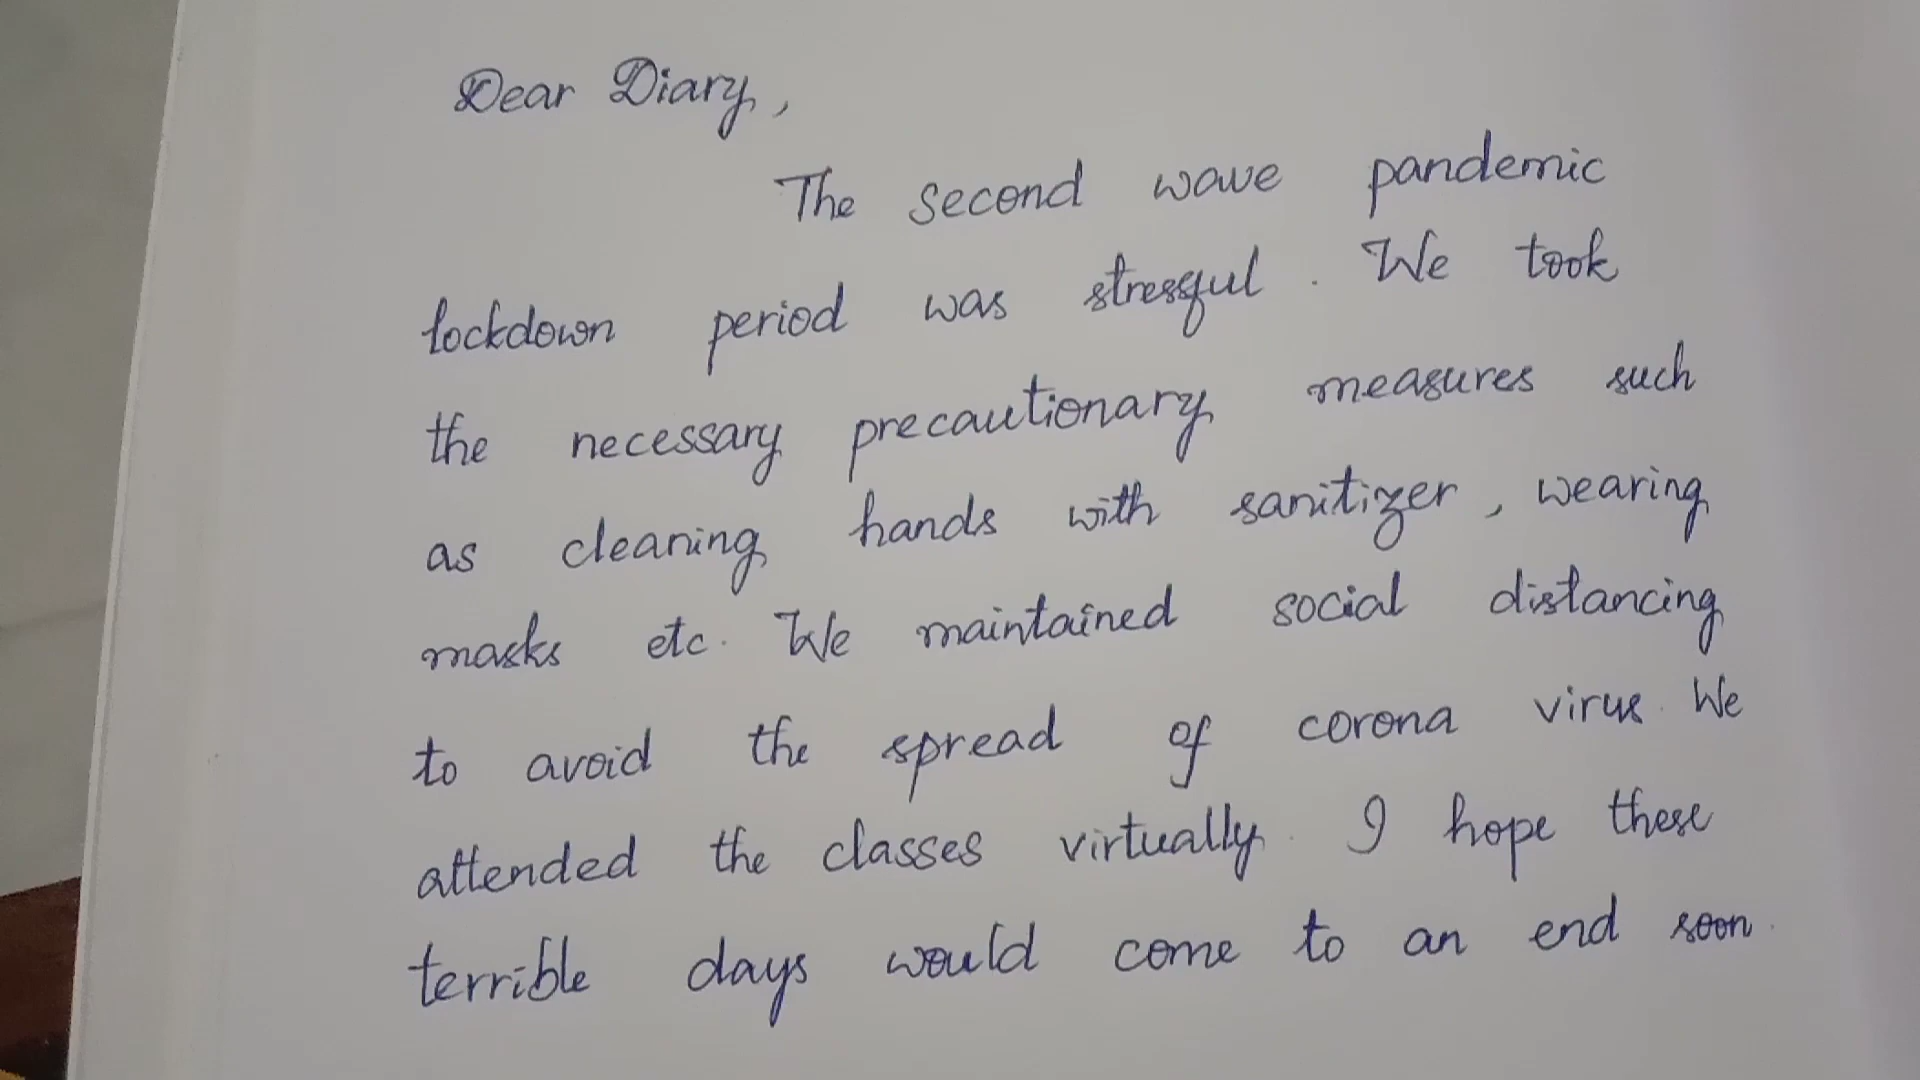 Dear Diary,
The second wave pandemic
lockdown period was stressful. We took
the necessary precautionary measures such
as cleaning hands with sanitizer, wearing
masks etc. We maintained social distancing
to avoid the spread of corona virus. We
attended the classes virtually. I hope these
terrible days would come to an end soon.